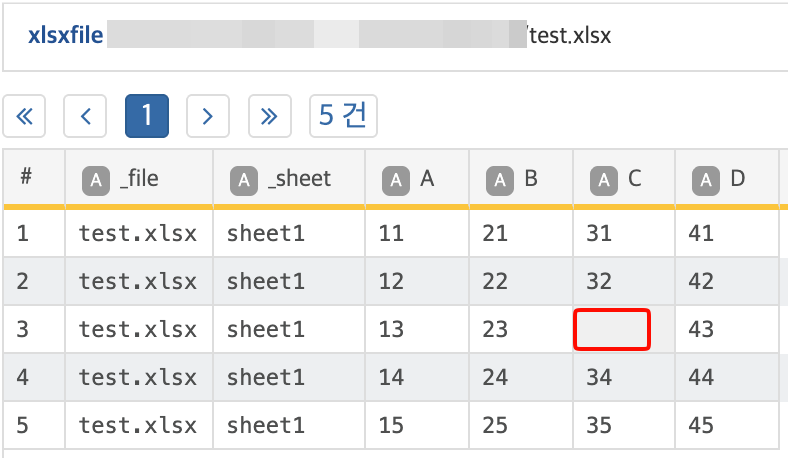 xlsxfile /test.xlsx
« < 1 > » 5 건
# A _file A _sheet A A A B A C A D
1 test.xlsx sheet1 11 21 31 41
2 test.xlsx sheet1 12 22 32 42
3 test.xlsx sheet1 13 23 43
4 test.xlsx sheet1 14 24 34 44
5 test.xlsx sheet1 15 25 35 45